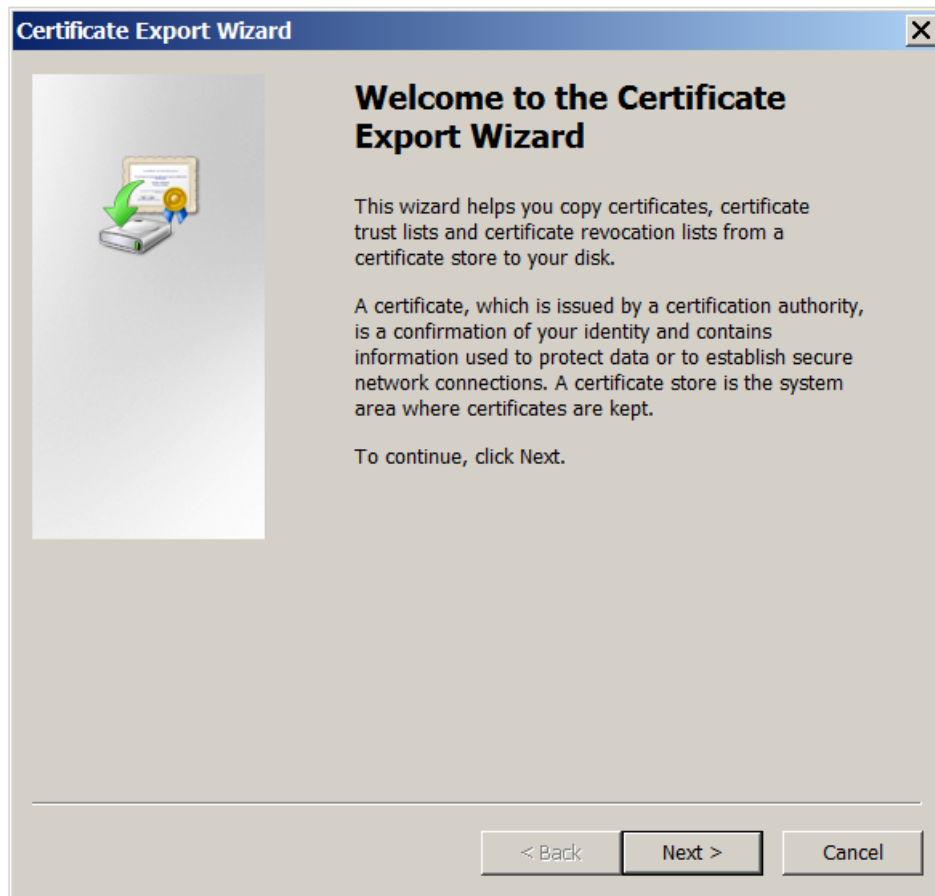 Certificate Export Wizard
Welcome to the Certificate
Export Wizard
This wizard helps you copy certificates, certificate
trust lists and certificate revocation lists from a
certificate store to your disk.
A certificate, which is issued by a certification authority,
is a confirmation of your identity and contains
information used to protect data or to establish secure
network connections. A certificate store is the system
area where certificates are kept.
To continue, click Next.
< Back
Next >
Cancel